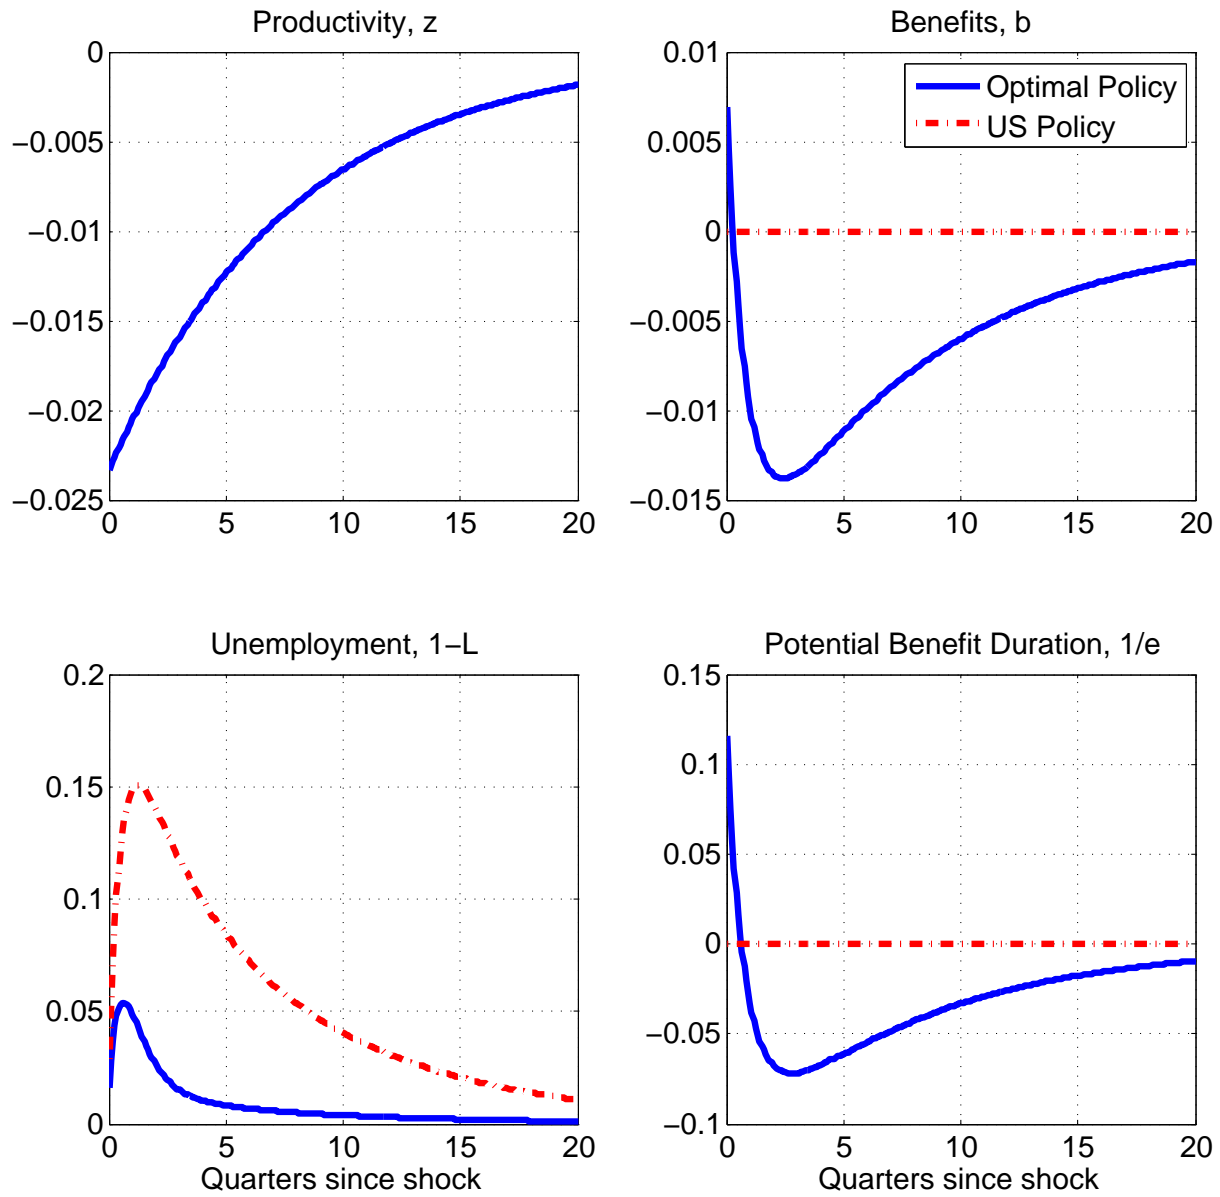 Productivity, z
0
−0.005
−0.01
−0.015
−0.02
−0.025
0 5 10 15 20
Benefits, b
0.01
0.005
0
−0.005
−0.01
−0.015
0 5 10 15 20
Optimal Policy
US Policy
Unemployment, 1−L
0.2
0.15
0.1
0.05
0
0 5 10 15 20
Quarters since shock
Potential Benefit Duration, 1/e
0.15
0.1
0.05
0
−0.05
−0.1
0 5 10 15 20
Quarters since shock